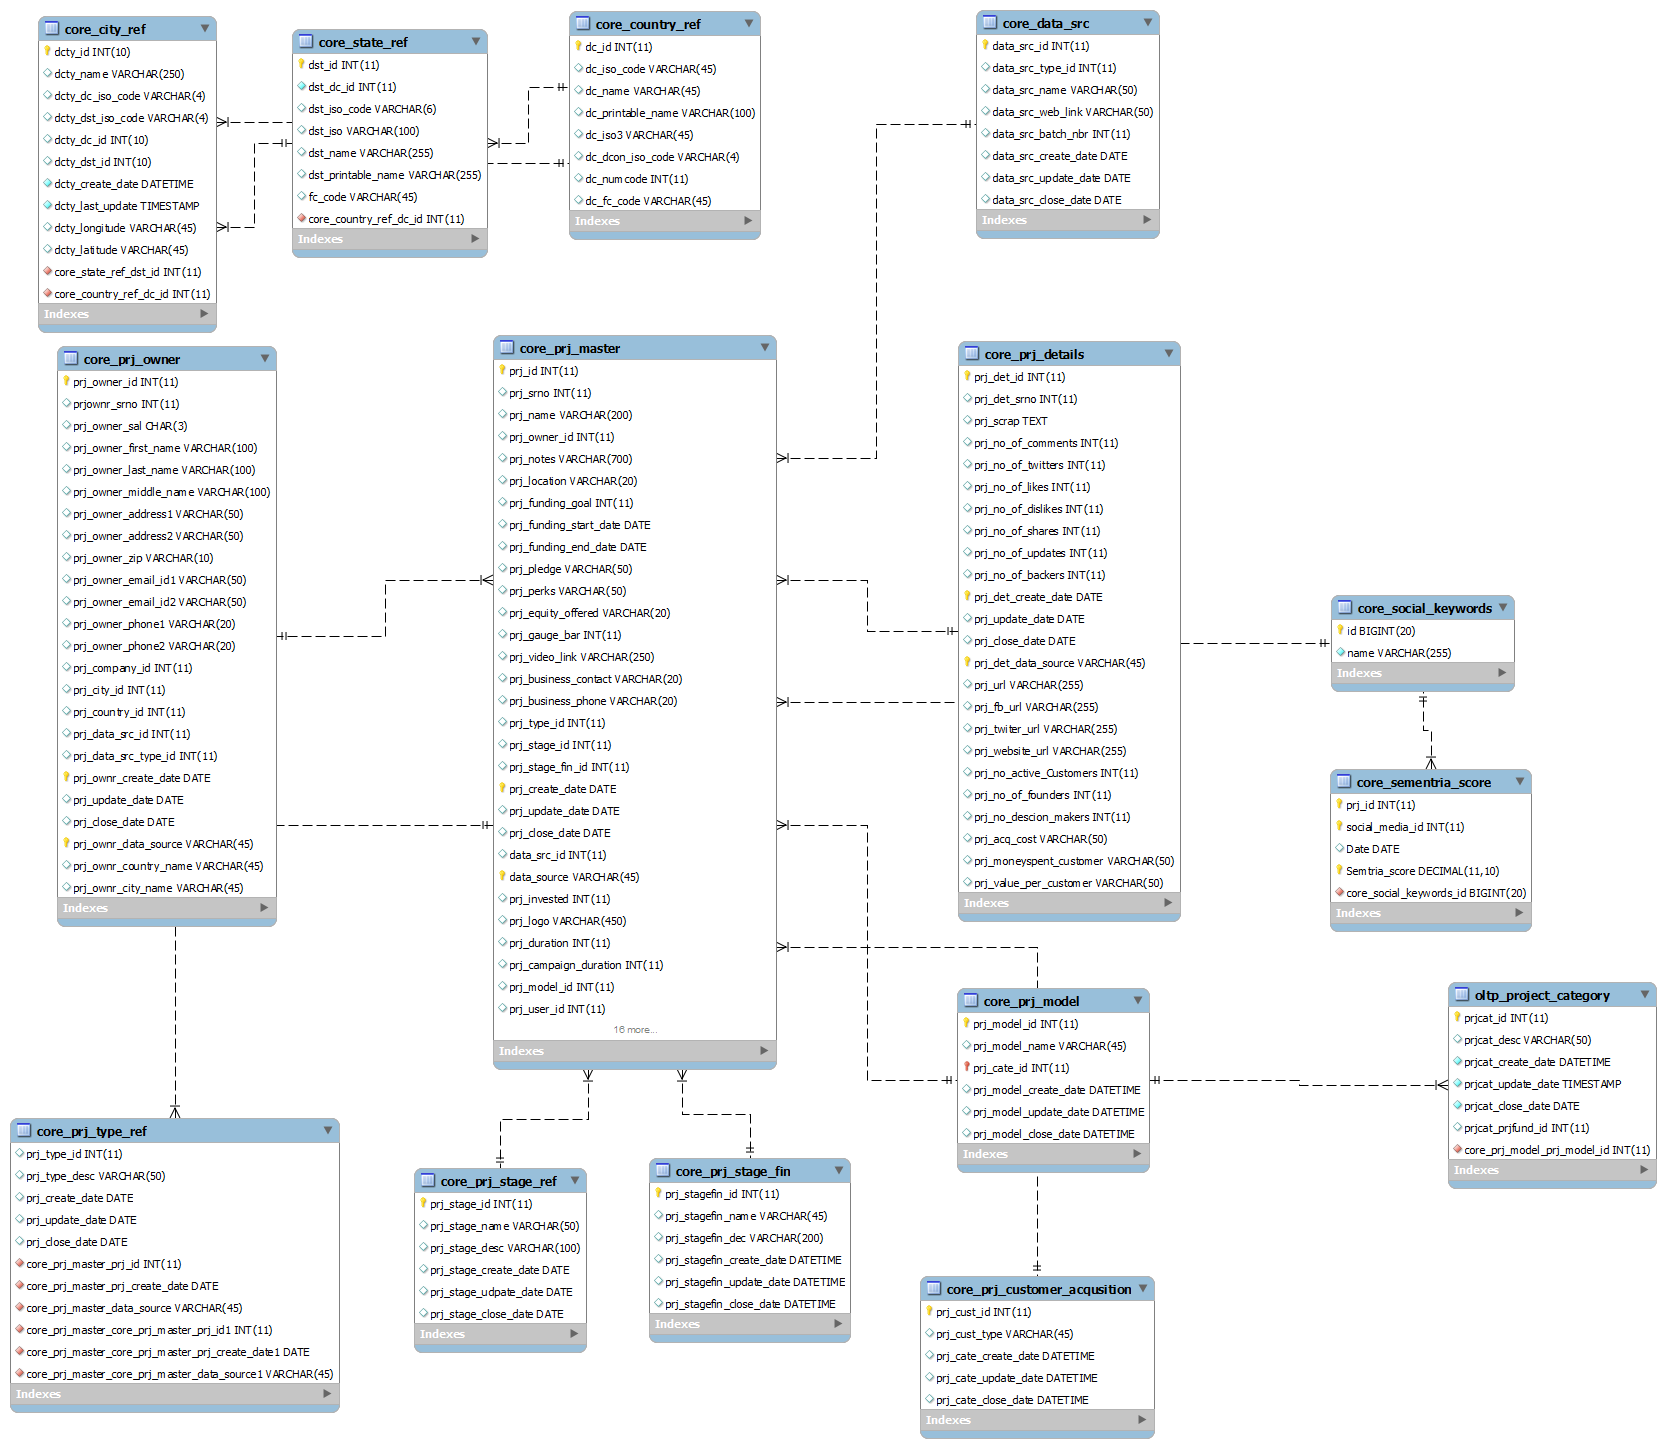 core_city_ref
dcty_id INT(10)
dcty_name VARCHAR(250)
dcty_dc_iso_code VARCHAR(4)
dcty_dst_iso_code VARCHAR(4)
dcty_dc_id INT(10)
dcty_dst_id INT(10)
dcty_create_date DATETIME
dcty_last_update TIMESTAMP
dcty_longitude VARCHAR(45)
dcty_latitude VARCHAR(45)
core_state_ref_dst_id INT(11)
core_country_ref_dc_id INT(11)
Indexes
core_state_ref
dst_id INT(11)
dst_dc_id INT(11)
dst_iso_code VARCHAR(6)
dst_iso VARCHAR(100)
dst_name VARCHAR(255)
dst_printable_name VARCHAR(255)
fc_code VARCHAR(45)
core_country_ref_dc_id INT(11)
Indexes
core_country_ref
dc_id INT(11)
dc_iso_code VARCHAR(45)
dc_name VARCHAR(45)
dc_printable_name VARCHAR(100)
dc_iso3 VARCHAR(45)
dc_dcon_iso_code VARCHAR(4)
dc_numcode INT(11)
dc_fc_code VARCHAR(45)
Indexes
core_data_src
data_src_id INT(11)
data_src_type_id INT(11)
data_src_name VARCHAR(50)
data_src_web_link VARCHAR(50)
data_src_batch_nbr INT(11)
data_src_create_date DATE
data_src_update_date DATE
data_src_close_date DATE
Indexes
core_prj_owner
prj_owner_id INT(11)
prjownr_srno INT(11)
prj_owner_sal CHAR(3)
prj_owner_first_name VARCHAR(100)
prj_owner_last_name VARCHAR(100)
prj_owner_middle_name VARCHAR(100)
prj_owner_address1 VARCHAR(50)
prj_owner_address2 VARCHAR(50)
prj_owner_zip VARCHAR(10)
prj_owner_email_id1 VARCHAR(50)
prj_owner_email_id2 VARCHAR(50)
prj_owner_phone1 VARCHAR(20)
prj_owner_phone2 VARCHAR(20)
prj_company_id INT(11)
prj_city_id INT(11)
prj_country_id INT(11)
prj_data_src_id INT(11)
prj_data_src_type_id INT(11)
prj_ownr_create_date DATE
prj_update_date DATE
prj_close_date DATE
prj_ownr_data_source VARCHAR(45)
prj_ownr_country_name VARCHAR(45)
prj_ownr_city_name VARCHAR(45)
Indexes
core_prj_master
prj_id INT(11)
prj_srno INT(11)
prj_name VARCHAR(200)
prj_owner_id INT(11)
prj_notes VARCHAR(700)
prj_location VARCHAR(20)
prj_funding_goal INT(11)
prj_funding_start_date DATE
prj_funding_end_date DATE
prj_pledge VARCHAR(50)
prj_perks VARCHAR(50)
prj_equity_offered VARCHAR(20)
prj_gauge_bar INT(11)
prj_video_link VARCHAR(250)
prj_business_contact VARCHAR(20)
prj_business_phone VARCHAR(20)
prj_type_id INT(11)
prj_stage_id INT(11)
prj_stage_fin_id INT(11)
prj_create_date DATE
prj_update_date DATE
prj_close_date DATE
data_src_id INT(11)
data_source VARCHAR(45)
prj_invested INT(11)
prj_logo VARCHAR(450)
prj_duration INT(11)
prj_campaign_duration INT(11)
prj_model_id INT(11)
prj_user_id INT(11)
16 more...
Indexes
core_prj_details
prj_det_id INT(11)
prj_det_srno INT(11)
prj_scrap TEXT
prj_no_of_comments INT(11)
prj_no_of_twitters INT(11)
prj_no_of_likes INT(11)
prj_no_of_dislikes INT(11)
prj_no_of_shares INT(11)
prj_no_of_updates INT(11)
prj_no_of_backers INT(11)
prj_det_create_date DATE
prj_update_date DATE
prj_close_date DATE
prj_det_data_source VARCHAR(45)
prj_url VARCHAR(255)
prj_fb_url VARCHAR(255)
prj_twiter_url VARCHAR(255)
prj_website_url VARCHAR(255)
prj_no_active_Customers INT(11)
prj_no_of_founders INT(11)
prj_no_descion_makers INT(11)
prj_acq_cost VARCHAR(50)
prj_moneyspent_customer VARCHAR(50)
prj_value_per_customer VARCHAR(50)
Indexes
core_social_keywords
id BIGINT(20)
name VARCHAR(255)
Indexes
core_sementria_score
prj_id INT(11)
social_media_id INT(11)
Date DATE
Semtria_score DECIMAL(11,10)
core_social_keywords_id BIGINT(20)
Indexes
core_prj_model
prj_model_id INT(11)
prj_model_name VARCHAR(45)
prj_cate_id INT(11)
prj_model_create_date DATETIME
prj_model_update_date DATETIME
prj_model_close_date DATETIME
Indexes
oltp_project_category
prjcat_id INT(11)
prjcat_desc VARCHAR(50)
prjcat_create_date DATETIME
prjcat_update_date TIMESTAMP
prjcat_close_date DATE
prjcat_prjfund_id INT(11)
core_prj_model_prj_model_id INT(11)
Indexes
core_prj_type_ref
prj_type_id INT(11)
prj_type_desc VARCHAR(50)
prj_create_date DATE
prj_update_date DATE
prj_close_date DATE
core_prj_master_prj_id INT(11)
core_prj_master_prj_create_date DATE
core_prj_master_data_source VARCHAR(45)
core_prj_master_core_prj_master_prj_id1 INT(11)
core_prj_master_core_prj_master_prj_create_date1 DATE
core_prj_master_core_prj_master_data_source1 VARCHAR(45)
Indexes
core_prj_stage_ref
prj_stage_id INT(11)
prj_stage_name VARCHAR(50)
prj_stage_desc VARCHAR(100)
prj_stage_create_date DATE
prj_stage_udpate_date DATE
prj_stage_close_date DATE
Indexes
core_prj_stage_fin
prj_stagefin_id INT(11)
prj_stagefin_name VARCHAR(45)
prj_stagefin_dec VARCHAR(200)
prj_stagefin_create_date DATETIME
prj_stagefin_update_date DATETIME
prj_stagefin_close_date DATETIME
Indexes
core_prj_customer_acqusition
prj_cust_id INT(11)
prj_cust_type VARCHAR(45)
prj_cate_create_date DATETIME
prj_cate_update_date DATETIME
prj_cate_close_date DATETIME
Indexes